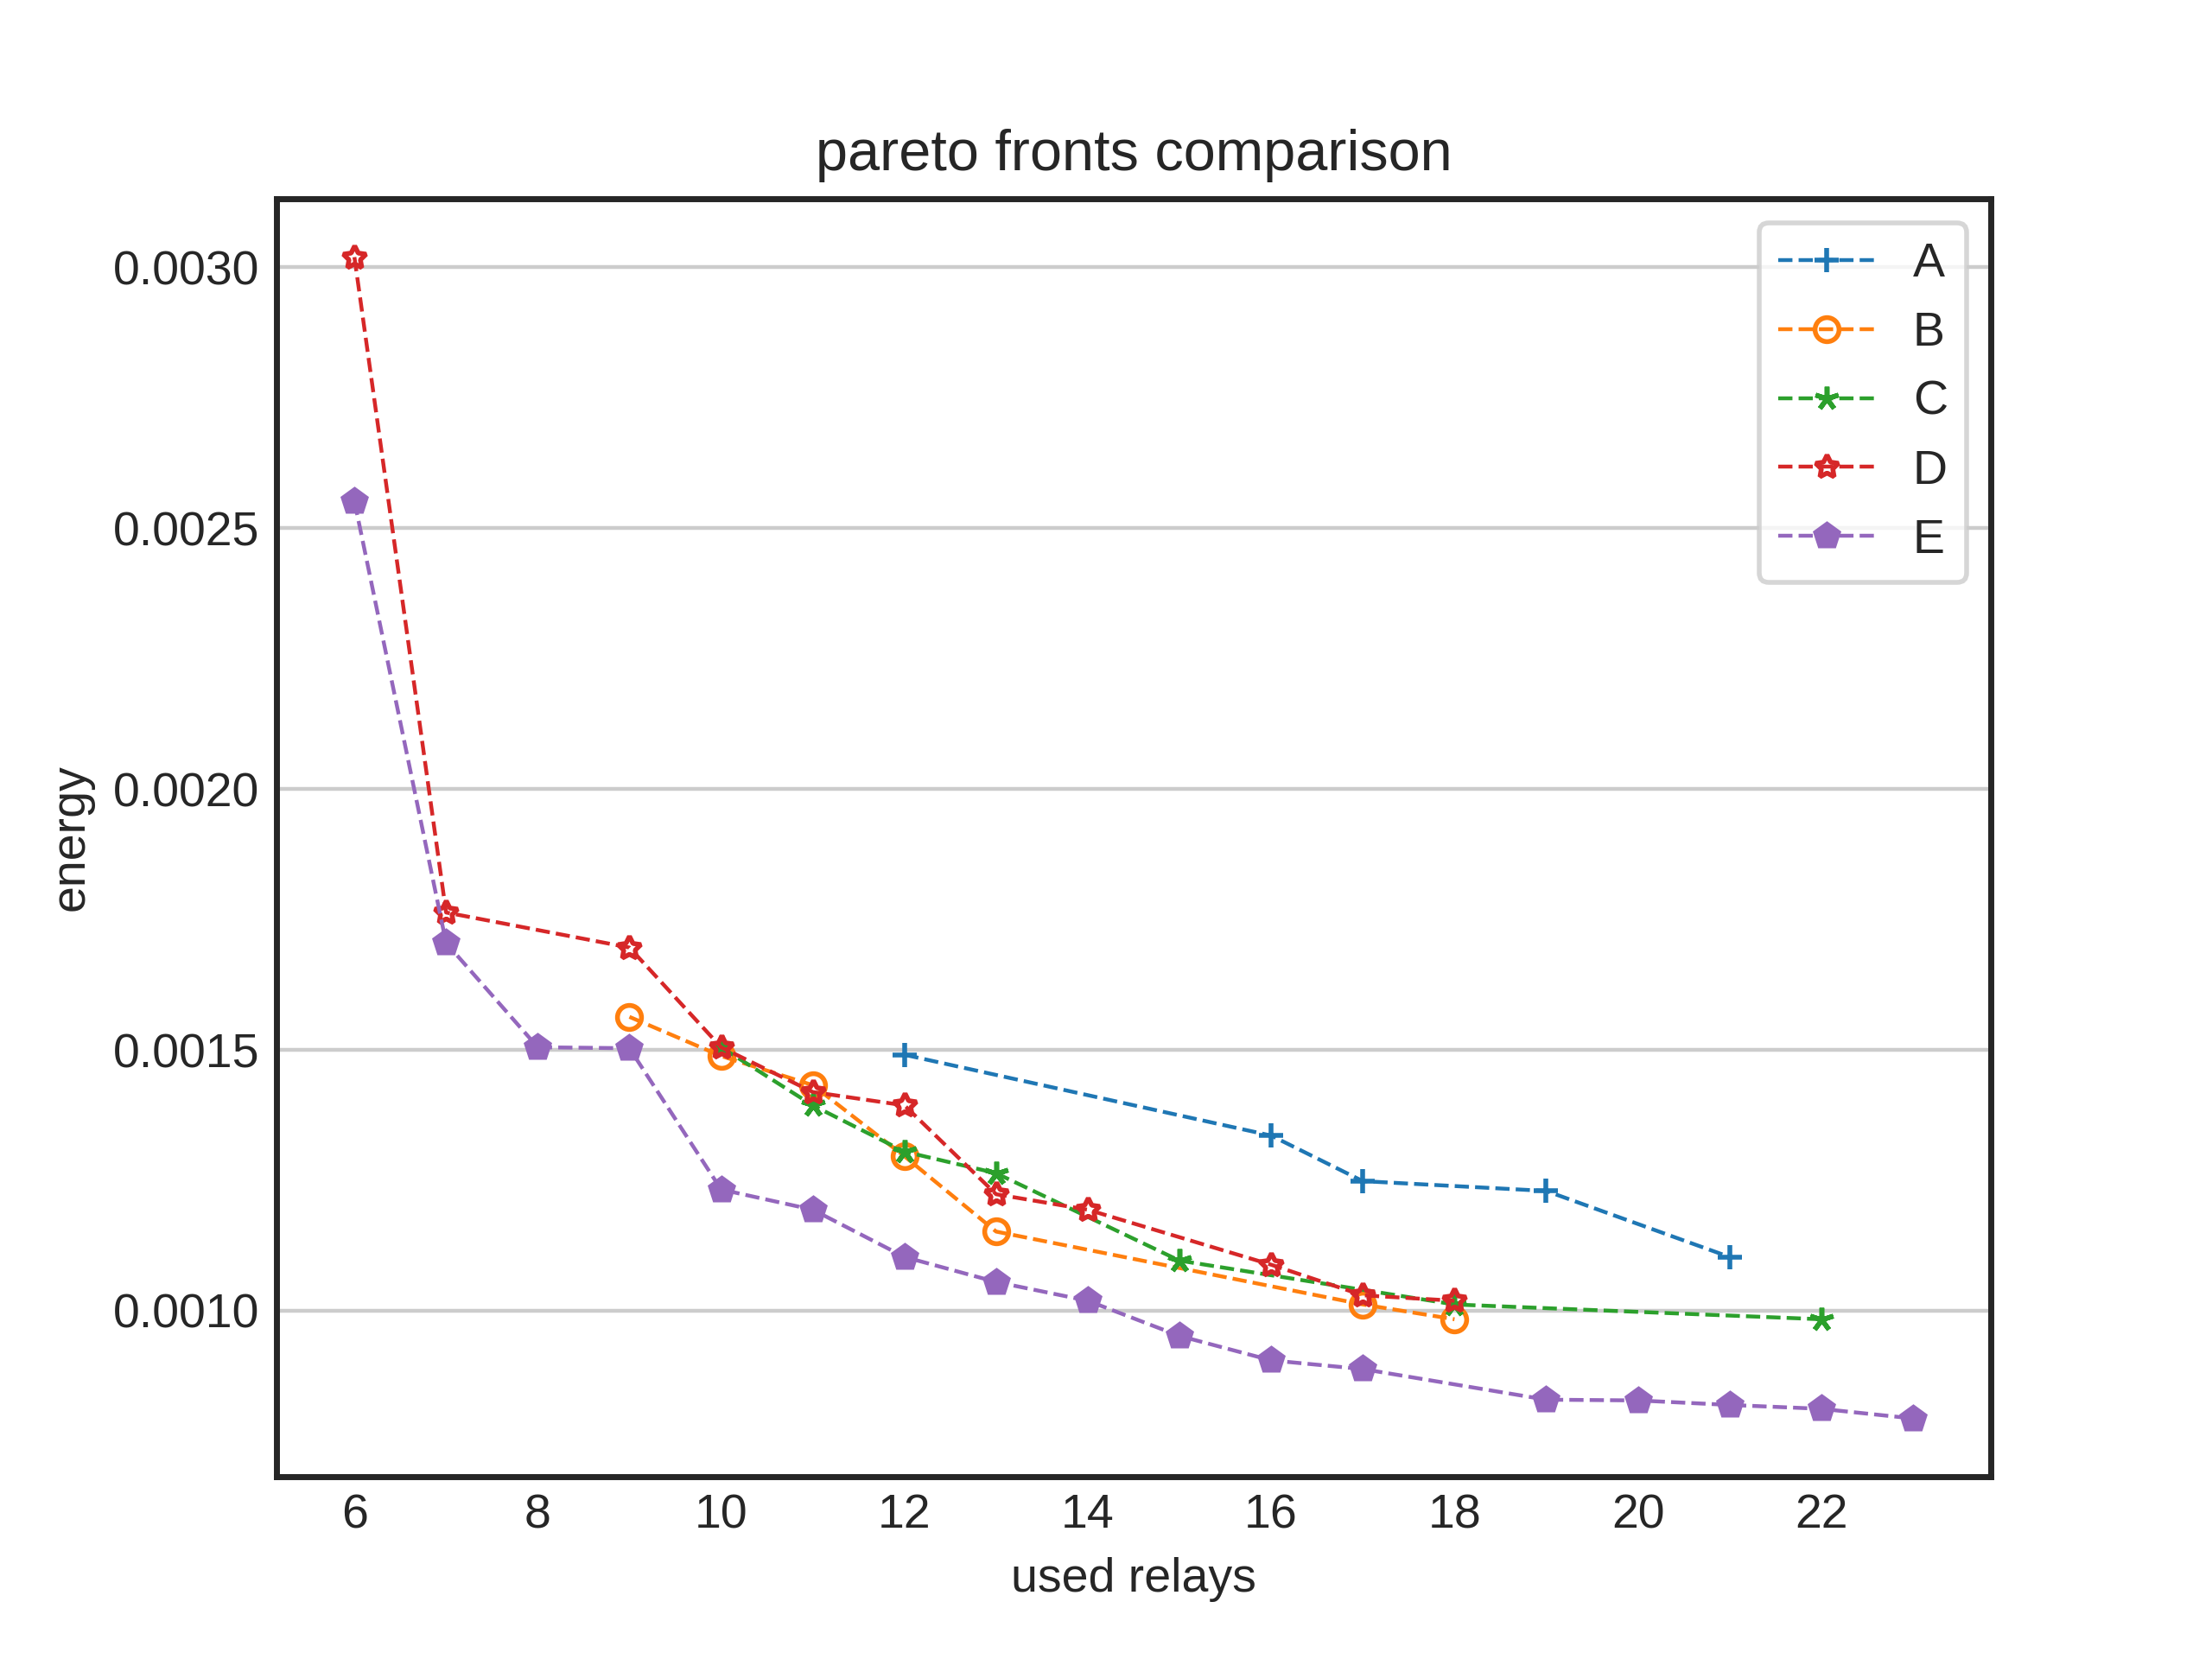 pareto fronts comparison
0.0030
0.0025
0.0020
0.0015
0.0010
energy
6 8 10 12 14 16 18 20 22
used relays
A
B
C
D
E